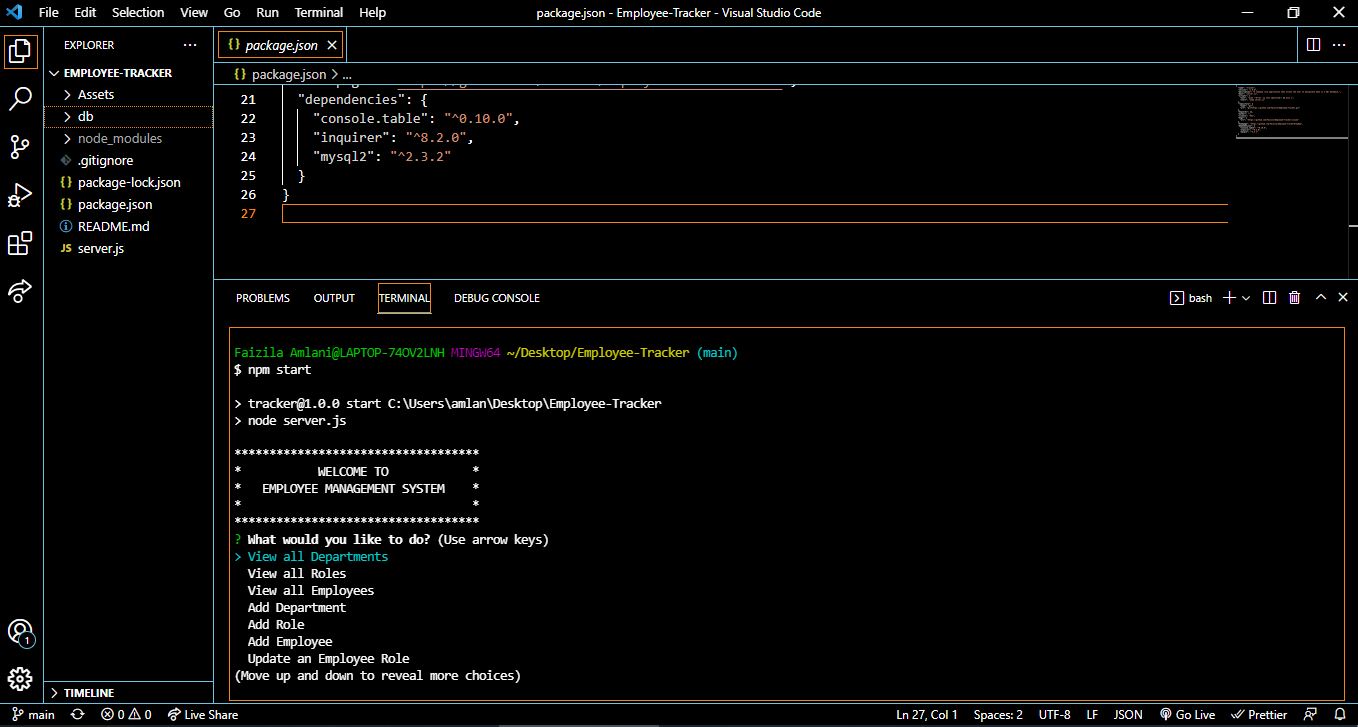 File Edit Selection View Go Run Terminal Help package.json - Employee-Tracker - Visual Studio Code
EXPLORER ···
{} package.json ×
EMPLOYEE-TRACKER
{} package.json > ...
Assets
db
node_modules
.gitignore
{} package-lock.json
{} package.json
README.md
JS server.js
21 "dependencies": {
22 "console.table": "^0.10.0",
23 "inquirer": "^8.2.0",
24 "mysql2": "^2.3.2"
25 }
26 }
27
PROBLEMS OUTPUT TERMINAL DEBUG CONSOLE bash
Faizila Amlani@LAPTOP-74OV2LNH MINGW64 ~/Desktop/Employee-Tracker (main)
$ npm start
> tracker@1.0.0 start C:\Users\amlan\Desktop\Employee-Tracker
> node server.js
***********************************
* WELCOME TO *
* EMPLOYEE MANAGEMENT SYSTEM *
* *
***********************************
? What would you like to do? (Use arrow keys)
> View all Departments
View all Roles
View all Employees
Add Department
Add Role
Add Employee
Update an Employee Role
(Move up and down to reveal more choices)
1
TIMELINE
main 0 0 Live Share Ln 27, Col 1 Spaces: 2 UTF-8 LF JSON Go Live Prettier